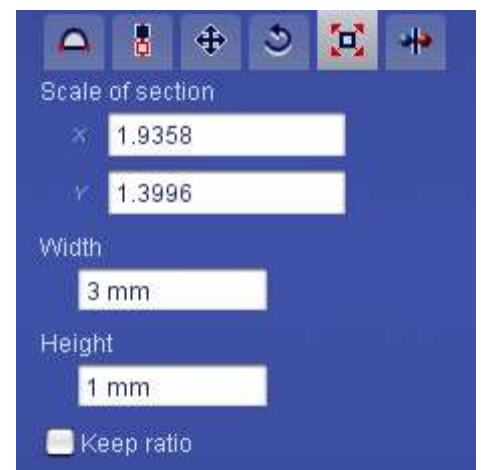 Scale of section
X 1.9358
Y 1.3996
Width
3 mm
Height
1 mm
Keep ratio